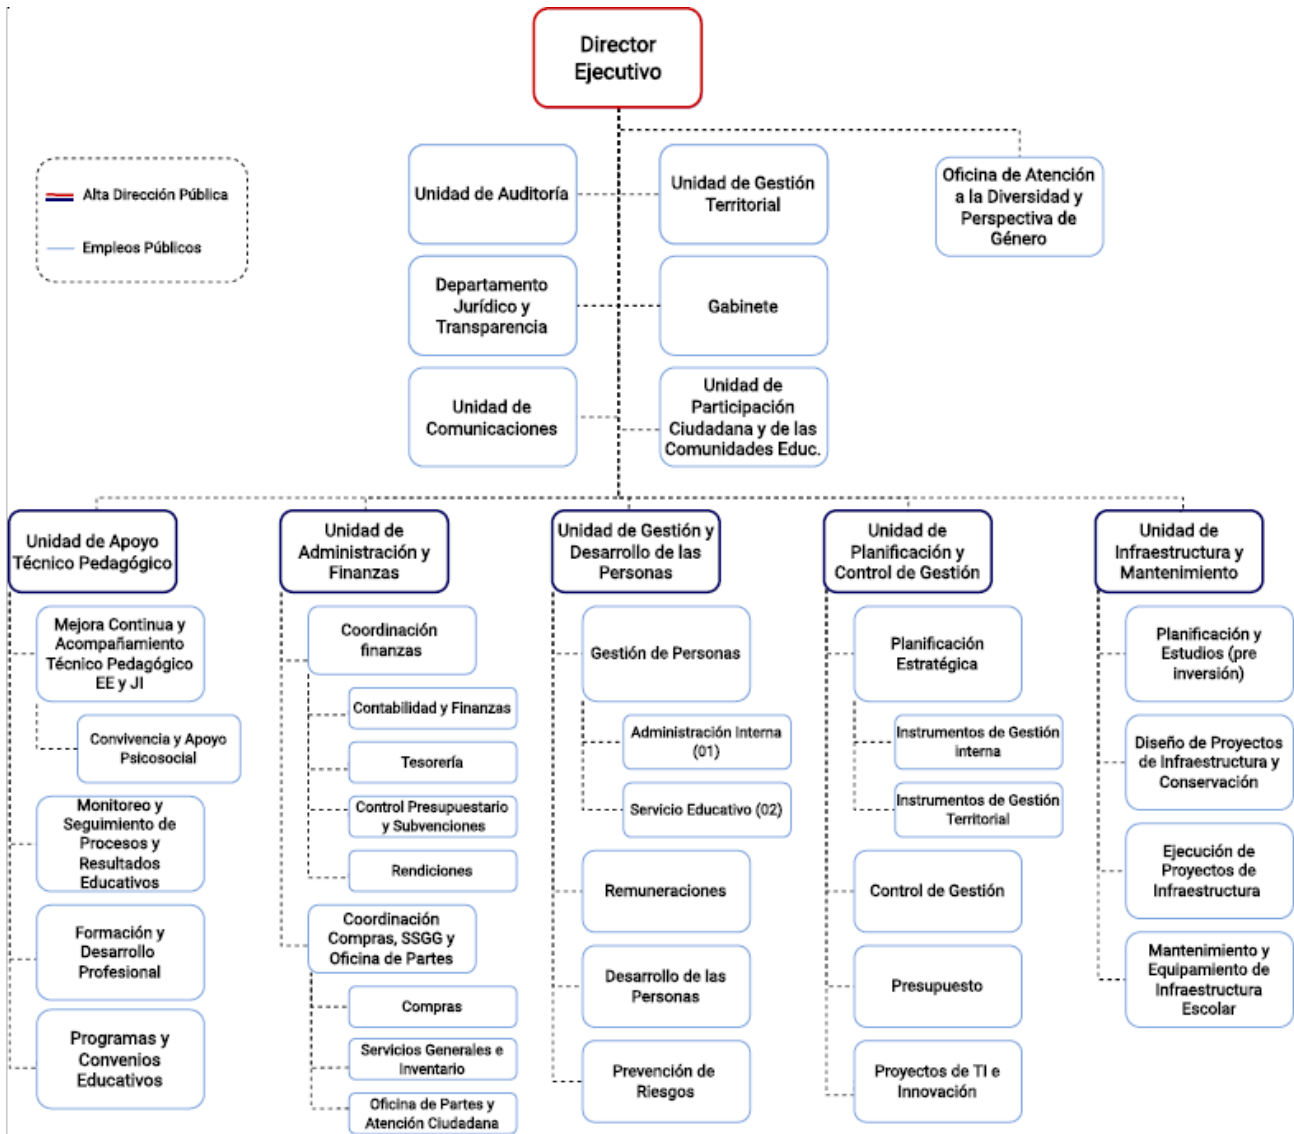 Director
Ejecutivo
Alta Dirección Pública
Empleos Públicos
Unidad de Auditoría
Unidad de Gestión
Territorial
Oficina de Atención
a la Diversidad y
Perspectiva de
Género
Departamento
Jurídico y
Transparencia
Gabinete
Unidad de
Comunicaciones
Unidad de
Participación
Ciudadana y de las
Comunidades Educ.
Unidad de Apoyo
Técnico Pedagógico
Mejora Continua y
Acompañamiento
Técnico Pedagógico
EE y JI
Convivencia y Apoyo
Psicosocial
Monitoreo y
Seguimiento de
Procesos y
Resultados
Educativos
Formación y
Desarrollo
Profesional
Programas y
Convenios
Educativos
Unidad de
Administración y
Finanzas
Coordinación
finanzas
Contabilidad y Finanzas
Tesorería
Control Presupuestario
y Subvenciones
Rendiciones
Coordinación
Compras, SSGG y
Oficina de Partes
Compras
Servicios Generales e
Inventario
Oficina de Partes y
Atención Ciudadana
Unidad de Gestión y
Desarrollo de las
Personas
Gestión de Personas
Administración Interna
(01)
Servicio Educativo (02)
Remuneraciones
Desarrollo de las
Personas
Prevención de
Riesgos
Unidad de
Planificación y
Control de Gestión
Planificación
Estratégica
Instrumentos de Gestión
interna
Instrumentos de Gestión
Territorial
Control de Gestión
Presupuesto
Proyectos de TI e
Innovación
Unidad de
Infraestructura y
Mantenimiento
Planificación y
Estudios (pre
inversión)
Diseño de Proyectos
de Infraestructura y
Conservación
Ejecución de
Proyectos de
Infraestructura
Mantenimiento y
Equipamiento de
Infraestructura
Escolar